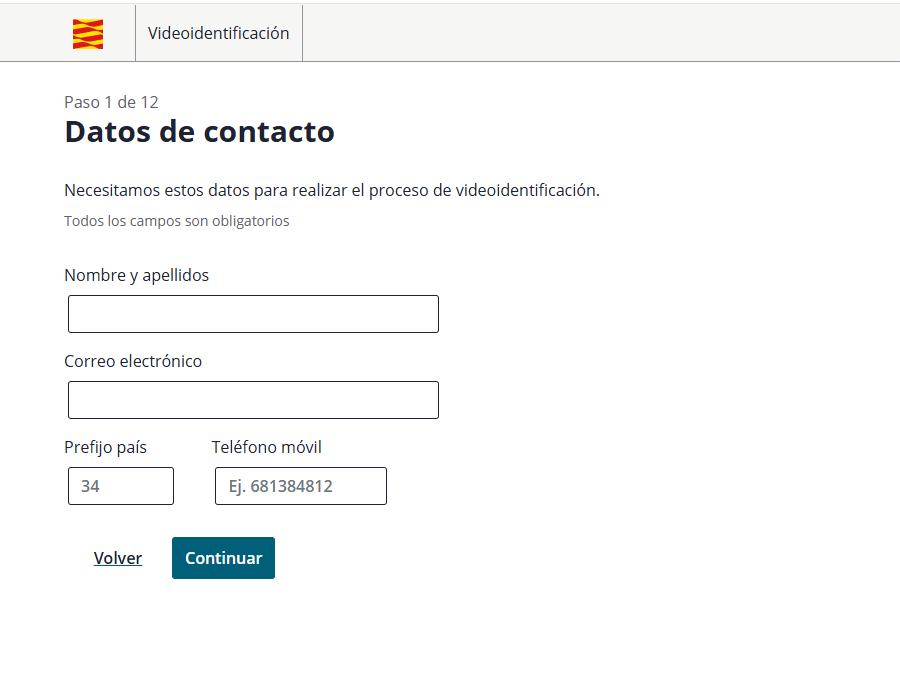 Videoidentificación
Paso 1 de 12
Datos de contacto
Necesitamos estos datos para realizar el proceso de videoidentificación.
Todos los campos son obligatorios
Nombre y apellidos
Correo electrónico
Prefijo país Teléfono móvil
34 Ej. 681384812
Volver Continuar